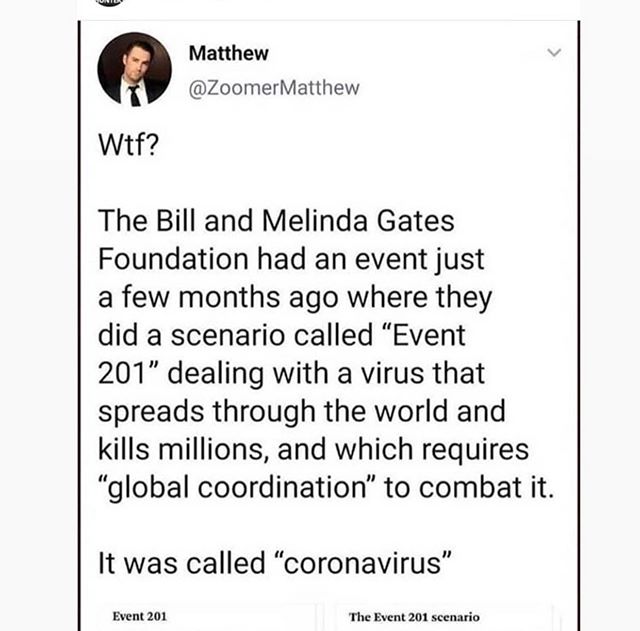 Matthew
@ZoomerMatthew
Wtf?
The Bill and Melinda Gates
Foundation had an event just
a few months ago where they
did a scenario called “Event
201” dealing with a virus that
spreads through the world and
kills millions, and which requires
“global coordination” to combat it.
It was called “coronavirus”
Event 201
The Event 201 scenario